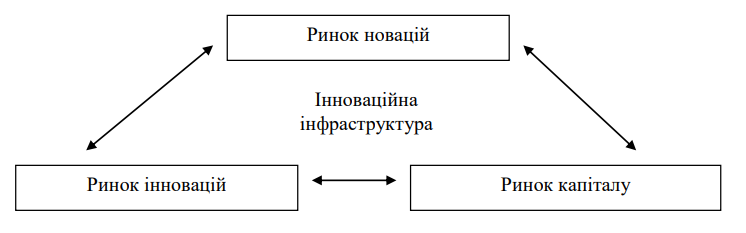 Ринок новацій
Інноваційна
інфраструктура
Ринок інновацій
Ринок капіталу